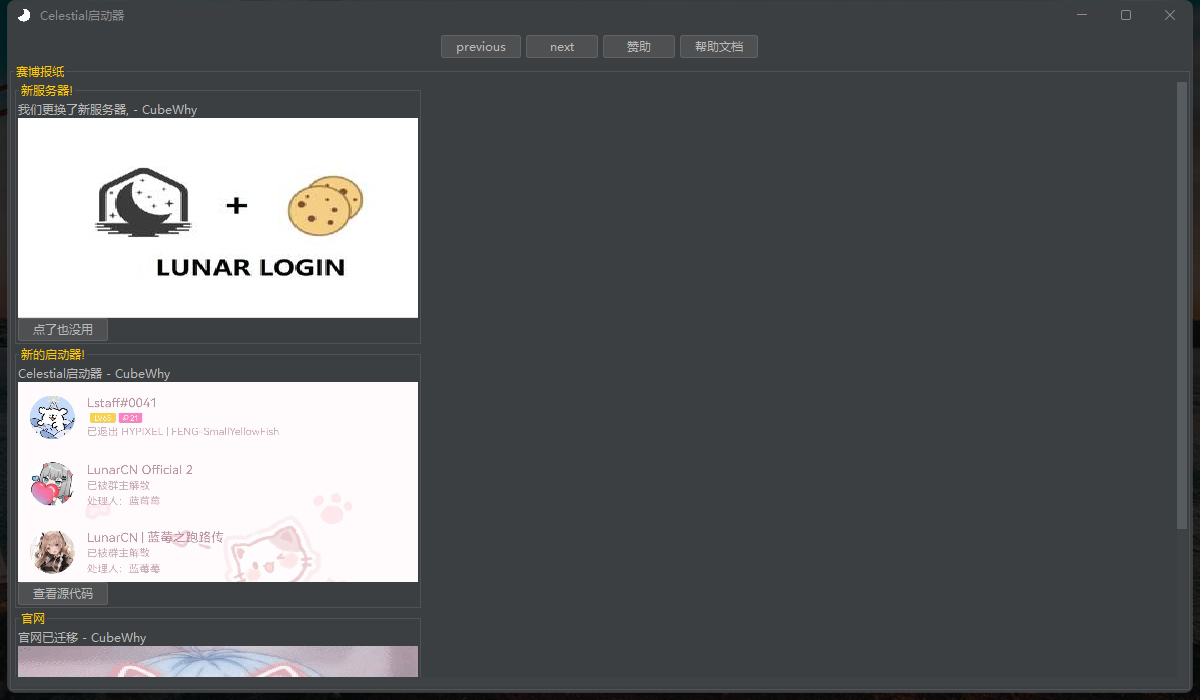 Celestial启动器
previous
next
赞助
帮助文档
赛博报纸
新服务器!
我们更换了新服务器, - CubeWhy
+
LUNAR LOGIN
点了也没用
新的启动器!
Celestial启动器 - CubeWhy
Lstaff#0041
LV65
21
已退出 HYPIXEL | FENG-SmallYellowFish
LunarCN Official 2
已被群主解散
处理人: 蓝莓莓
LunarCN | 蓝莓之跑路传
已被群主解散
处理人: 蓝莓莓
查看源代码
官网
官网已迁移 - CubeWhy